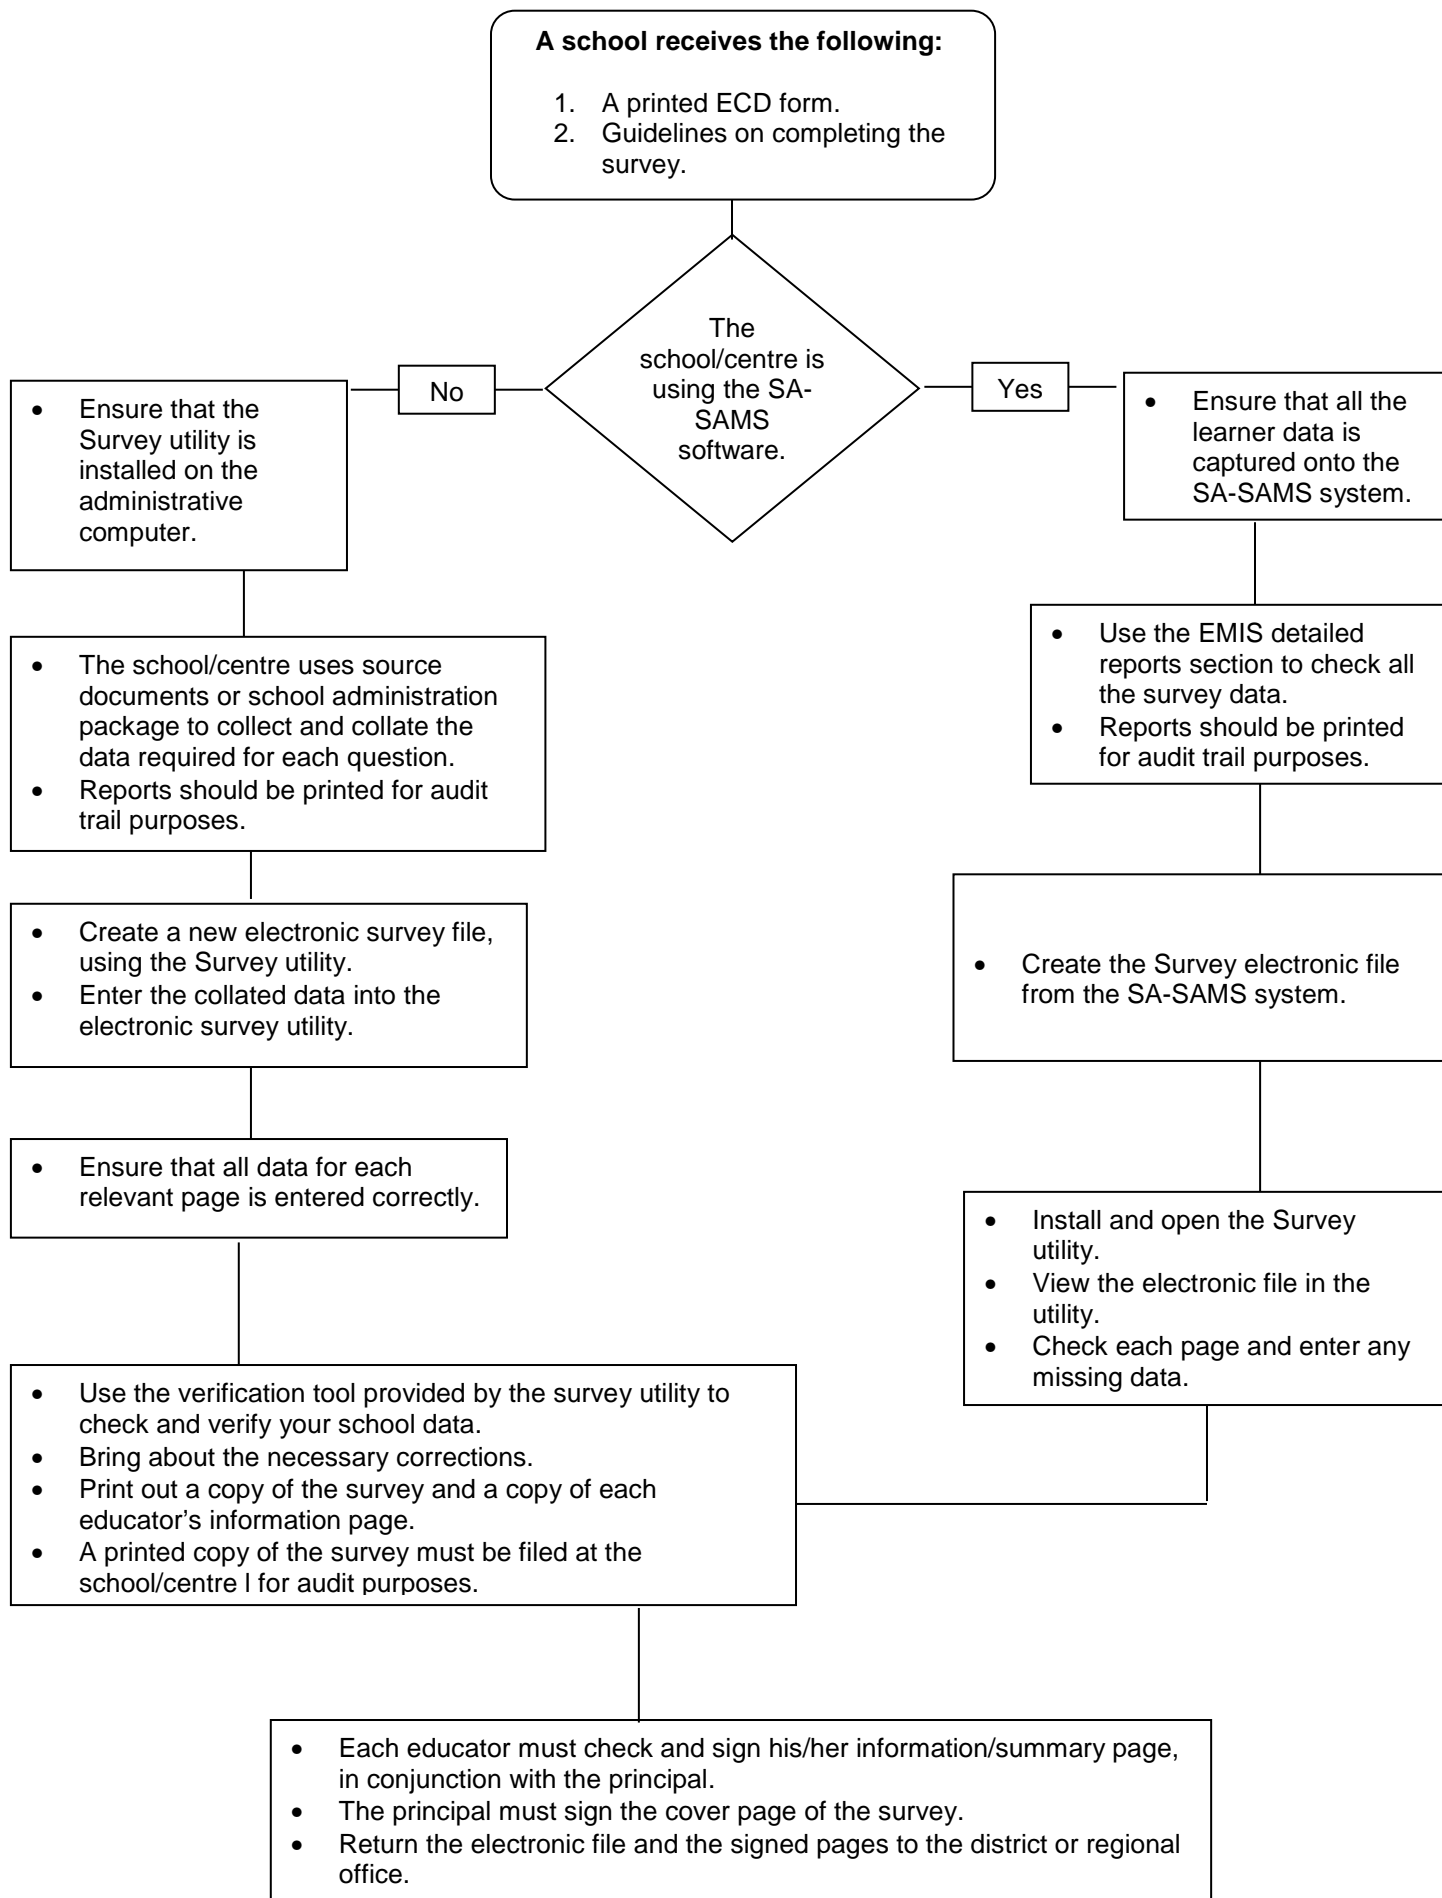 A school receives the following:
1. A printed ECD form.
2. Guidelines on completing the
survey.
The
school/centre is
using the SA-
SAMS
software.
No
Yes
• Ensure that the
Survey utility is
installed on the
administrative
computer.
• The school/centre uses source
documents or school administration
package to collect and collate the
data required for each question.
• Reports should be printed for audit
trail purposes.
• Create a new electronic survey file,
using the Survey utility.
• Enter the collated data into the
electronic survey utility.
• Ensure that all data for each
relevant page is entered correctly.
• Ensure that all the
learner data is
captured onto the
SA-SAMS system.
• Use the EMIS detailed
reports section to check all
the survey data.
• Reports should be printed
for audit trail purposes.
• Create the Survey electronic file
from the SA-SAMS system.
• Install and open the Survey
utility.
• View the electronic file in the
utility.
• Check each page and enter any
missing data.
• Use the verification tool provided by the survey utility to
check and verify your school data.
• Bring about the necessary corrections.
• Print out a copy of the survey and a copy of each
educator’s information page.
• A printed copy of the survey must be filed at the
school/centre l for audit purposes.
• Each educator must check and sign his/her information/summary page,
in conjunction with the principal.
• The principal must sign the cover page of the survey.
• Return the electronic file and the signed pages to the district or regional
office.